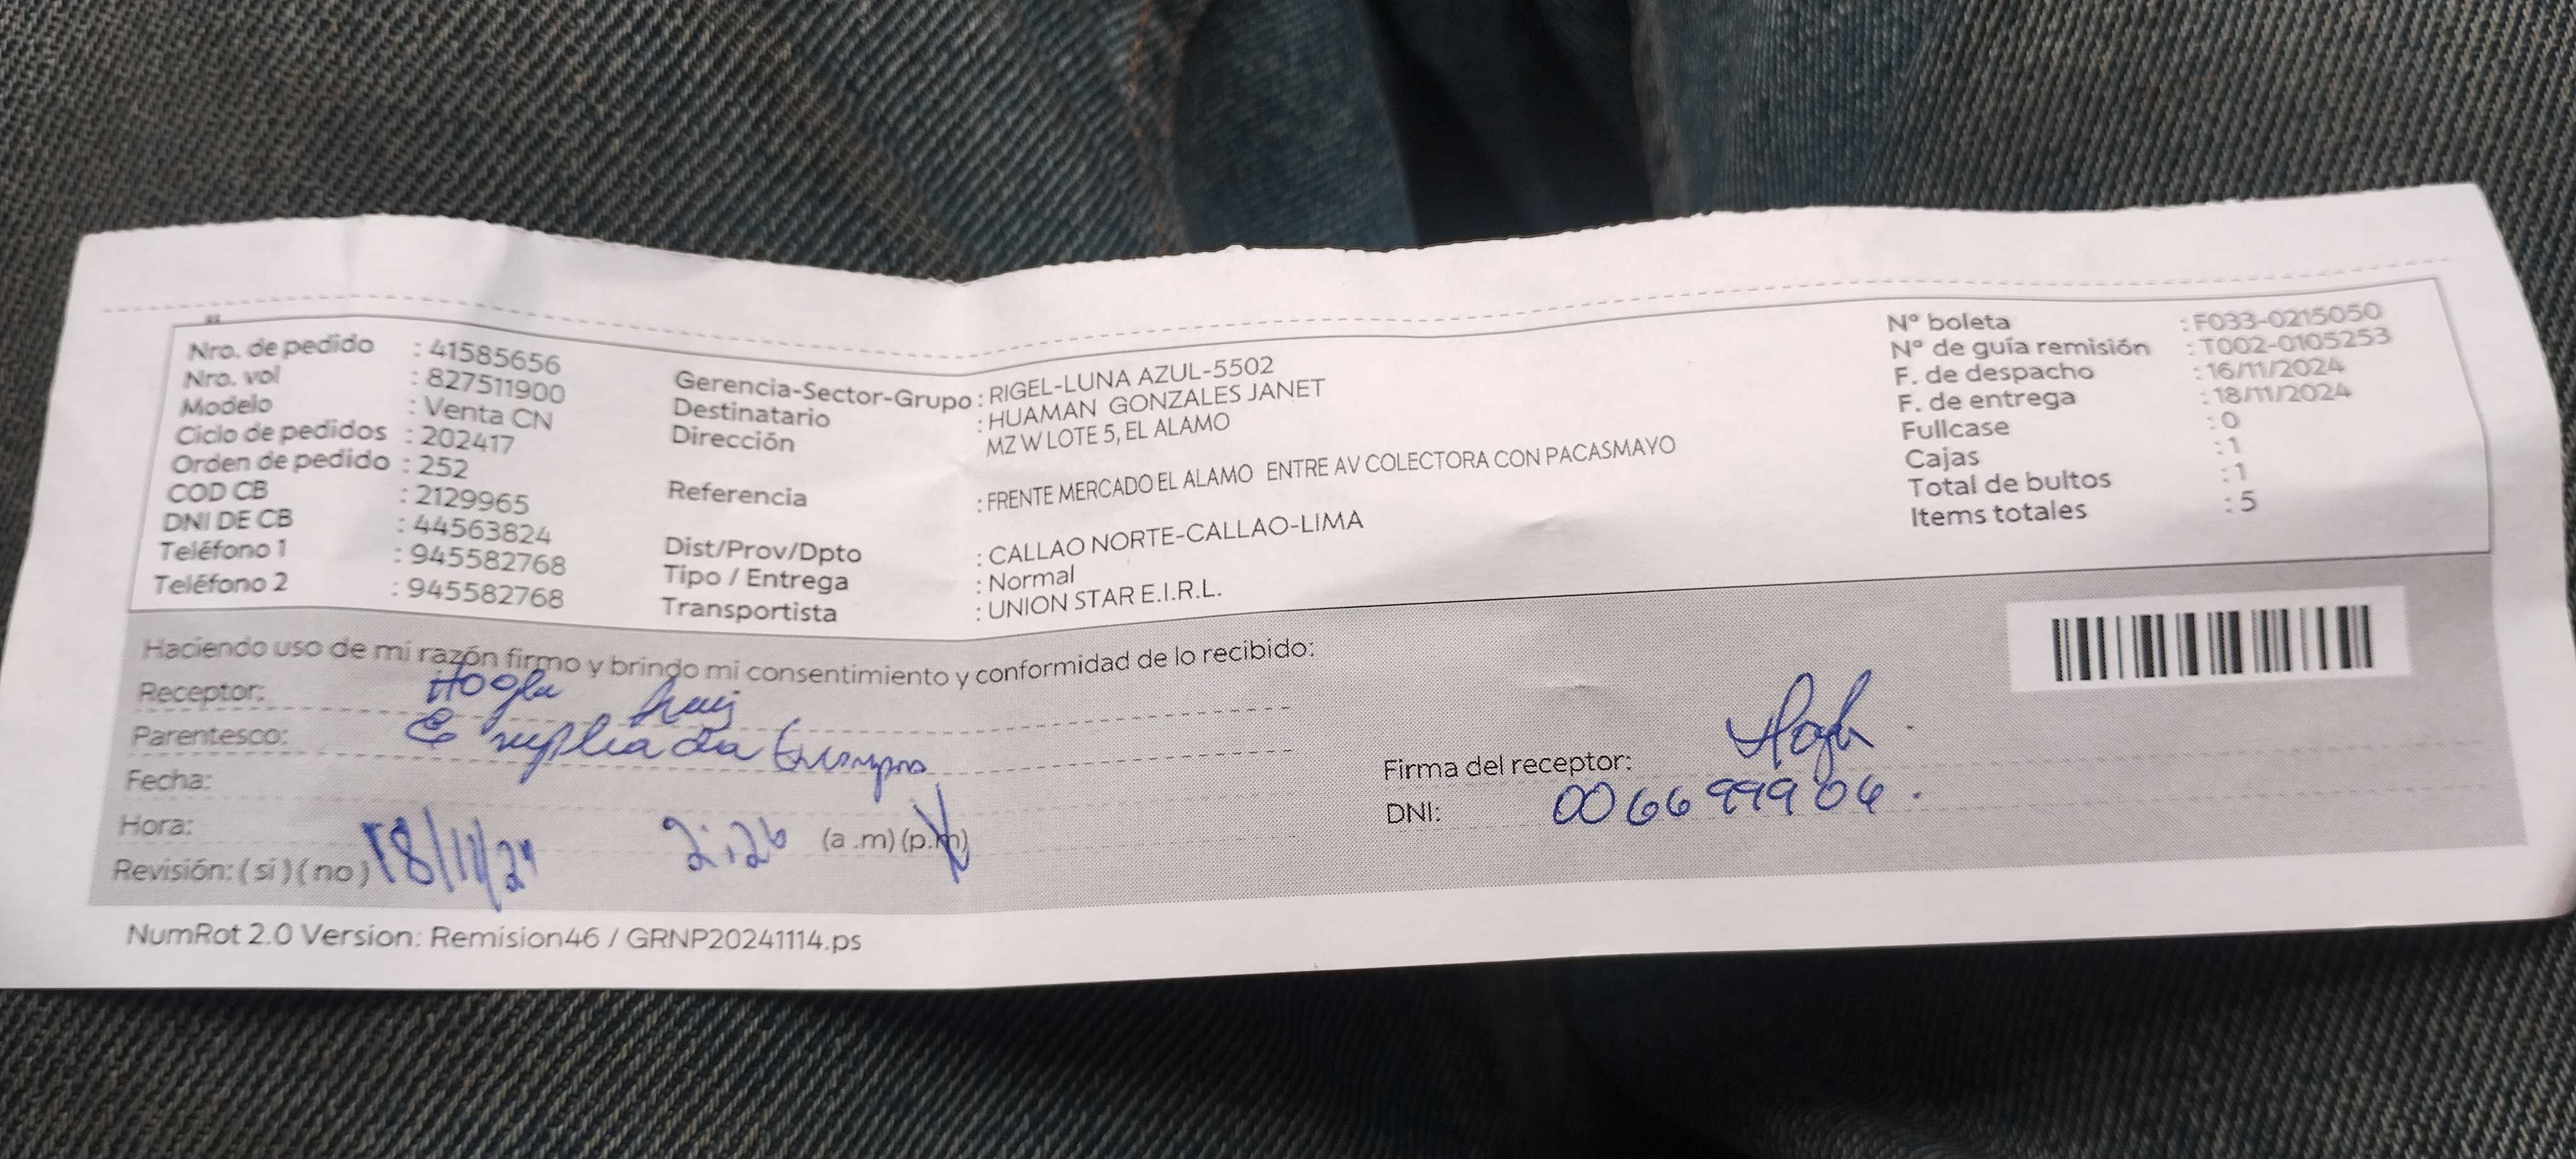 Nro. de pedido : 41585656
Nro. vol : 827511900
Modelo : Venta CN
Ciclo de pedidos : 202417
Orden de pedido : 252
COD CB : 2129965
DNI DE CB : 44563824
Teléfono 1 : 945582768
Teléfono 2 : 945582768
Gerencia-Sector-Grupo : RIGEL-LUNA AZUL-5502
Destinatario : HUAMAN GONZALES JANET
Dirección MZ W LOTE 5, EL ALAMO
Referencia : FRENTE MERCADO EL ALAMO ENTRE AV COLECTORA CON PACASMAYO
Dist/Prov/Dpto : CALLAO NORTE-CALLAO-LIMA
Tipo / Entrega : Normal
Transportista : UNION STAR E.I.R.L.
N° boleta : F033-0215050
N° de guía remisión : T002-0105253
F. de despacho : 16/11/2024
F. de entrega : 18/11/2024
Fullcase : 0
Cajas : 1
Total de bultos : 1
Items totales : 5
Haciendo uso de mi razón firmo y brindo mi consentimiento y conformidad de lo recibido:
Receptor:
Parentesco:
Fecha:
Hora: 2:26 (a .m) (p.m)
Revisión: ( si ) ( no ) 18/11/24
Firma del receptor:
DNI:
NumRot 2.0 Version: Remision46 / GRNP20241114.ps